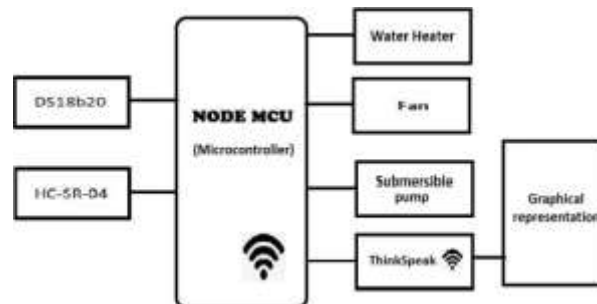 DS18b20
HC-SR-04
NODE MCU
(Microcontroller)
Water Heater
Fan
Submersible
pump
ThinkSpeak
Graphical
representation